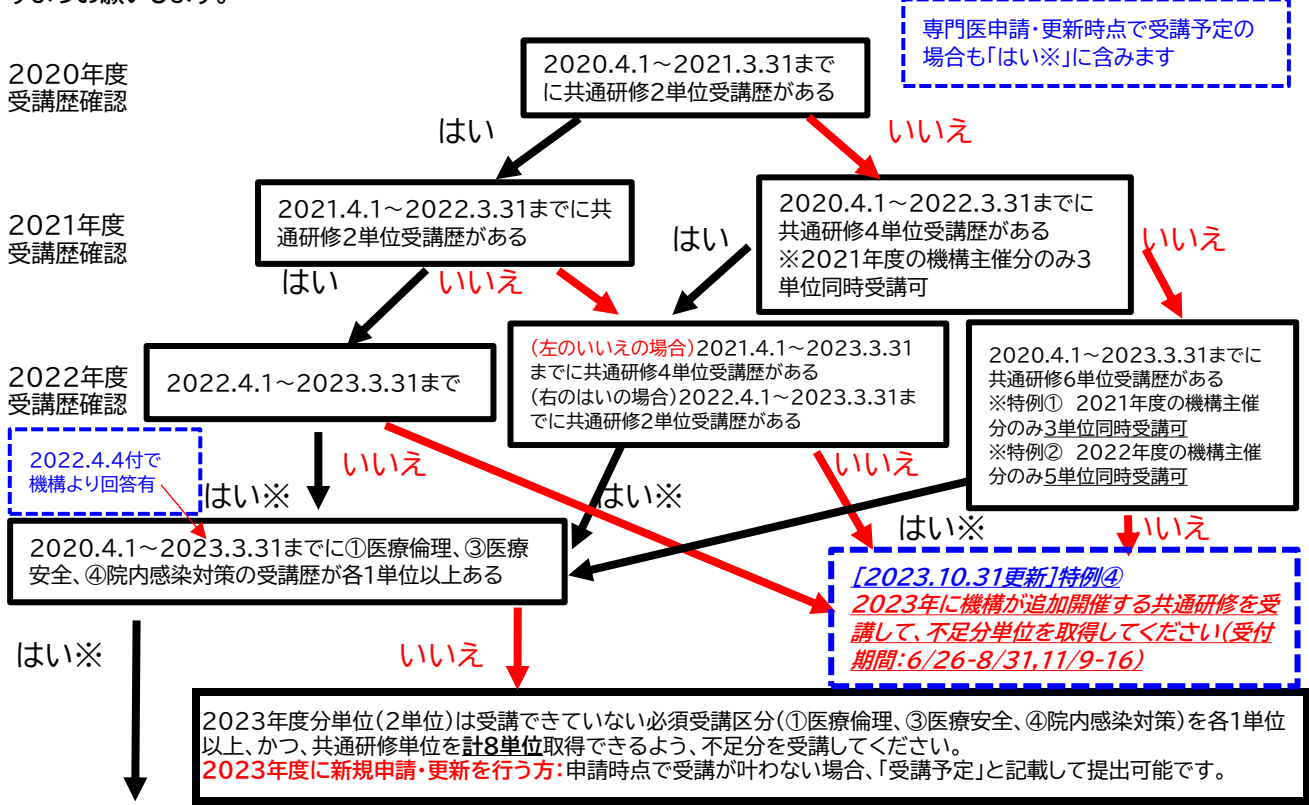 専門医申請・更新時点で受講予定の
場合も「はい※」に含みます
2020年度
受講歴確認
2020.4.1～2021.3.31まで
に共通研修2単位受講歴がある
はい
いいえ
2021年度
受講歴確認
2021.4.1～2022.3.31までに共
通研修2単位受講歴がある
はい
2020.4.1～2022.3.31までに
共通研修4単位受講歴がある
※2021年度の機構主催分のみ3
単位同時受講可
いいえ
はい
いいえ
2022年度
受講歴確認
2022.4.1～2023.3.31まで
(左のいいえの場合)2021.4.1～2023.3.31
までに共通研修4単位受講歴がある
(右のはいの場合)2022.4.1～2023.3.31ま
でに共通研修2単位受講歴がある
2020.4.1～2023.3.31までに
共通研修6単位受講歴がある
※特例① 2021年度の機構主催
分のみ3単位同時受講可
※特例② 2022年度の機構主催
分のみ5単位同時受講可
2022.4.4付で
機構より回答有
はい※
いいえ
はい※
いいえ
はい※
いいえ
2020.4.1～2023.3.31までに①医療倫理、③医療
安全、④院内感染対策の受講歴が各1単位以上ある
[2023.10.31更新]特例④
2023年に機構が追加開催する共通研修を受
講して、不足分単位を取得してください(受付
期間:6/26-8/31,11/9-16)
はい※
いいえ
2023年度分単位(2単位)は受講できていない必須受講区分(①医療倫理、③医療安全、④院内感染対策)を各1単位
以上、かつ、共通研修単位を計8単位取得できるよう、不足分を受講してください。
2023年度に新規申請・更新を行う方:申請時点で受講が叶わない場合、「受講予定」と記載して提出可能です。